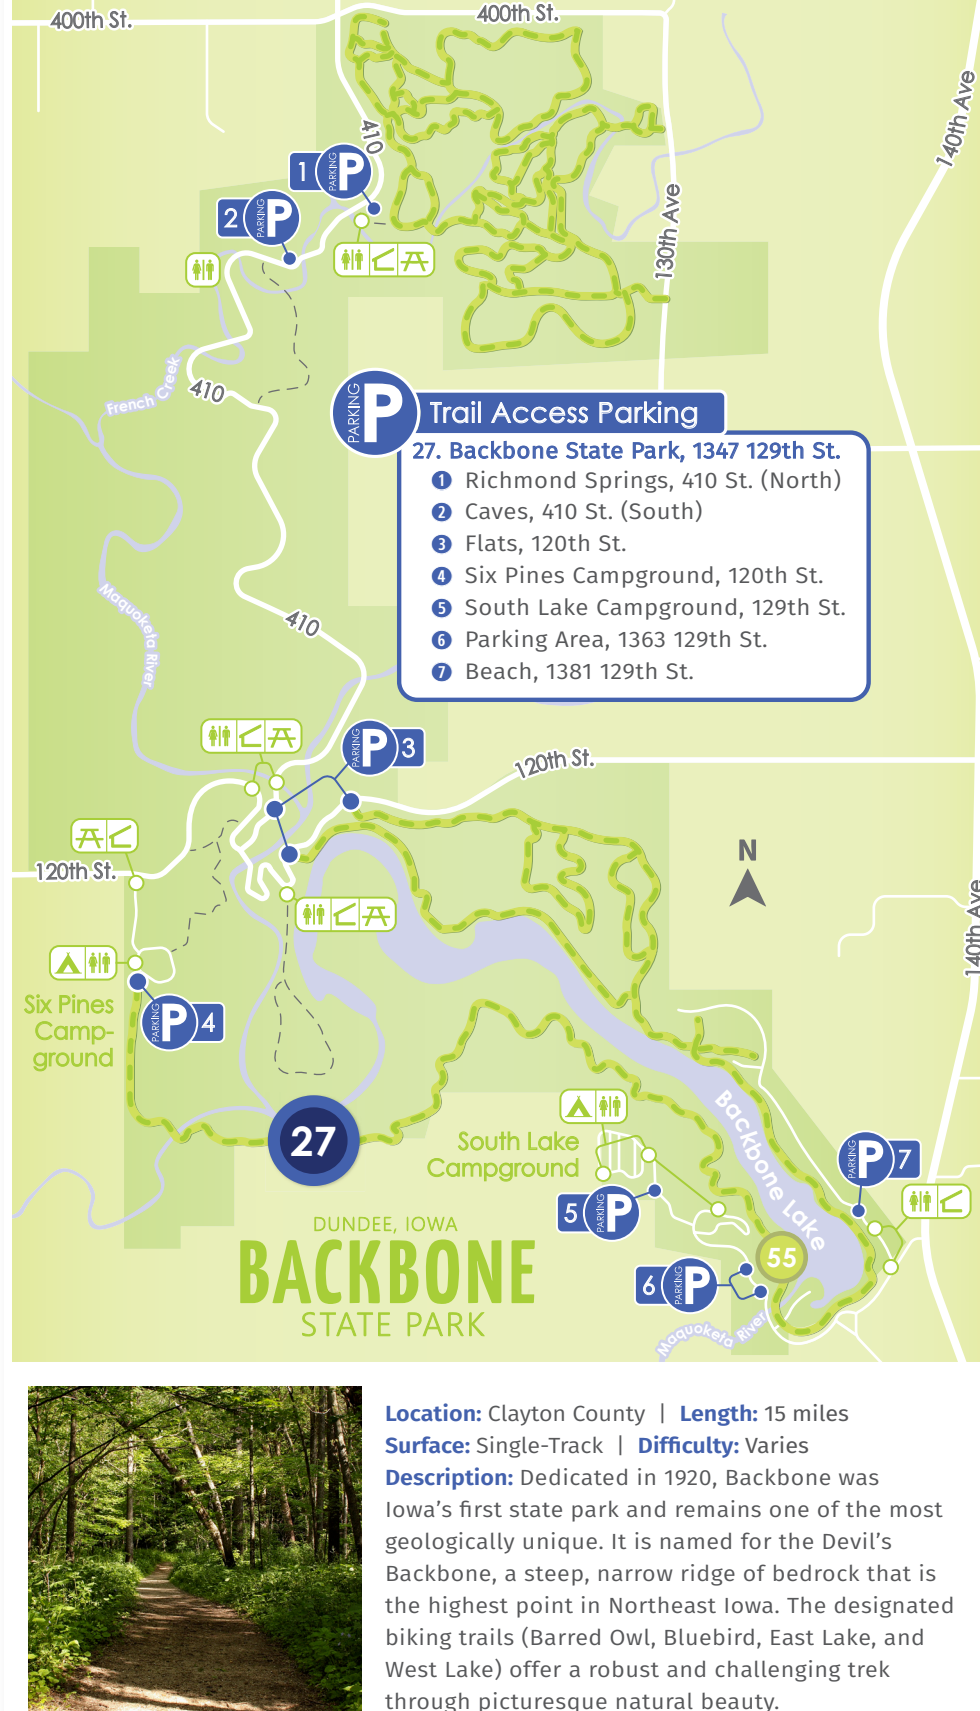 400th St.
400th St.
140th Ave
410
1 PARKING P
2 PARKING P
130th Ave
French Creek
410
PARKING P Trail Access Parking
27. Backbone State Park, 1347 129th St.
1 Richmond Springs, 410 St. (North)
2 Caves, 410 St. (South)
3 Flats, 120th St.
4 Six Pines Campground, 120th St.
5 South Lake Campground, 129th St.
6 Parking Area, 1363 129th St.
7 Beach, 1381 129th St.
Maquoketa River
410
PARKING P 3
120th St.
N
120th St.
140th Ave
Six Pines
Camp-
ground
PARKING P 4
27
South Lake
Campground
Backbone Lake
PARKING P 7
5 PARKING P
55
6 PARKING P
Maquoketa River
DUNDEE, IOWA
BACKBONE
STATE PARK
Location: Clayton County | Length: 15 miles
Surface: Single-Track | Difficulty: Varies
Description: Dedicated in 1920, Backbone was
Iowa's first state park and remains one of the most
geologically unique. It is named for the Devil's
Backbone, a steep, narrow ridge of bedrock that is
the highest point in Northeast Iowa. The designated
biking trails (Barred Owl, Bluebird, East Lake, and
West Lake) offer a robust and challenging trek
through picturesque natural beauty.